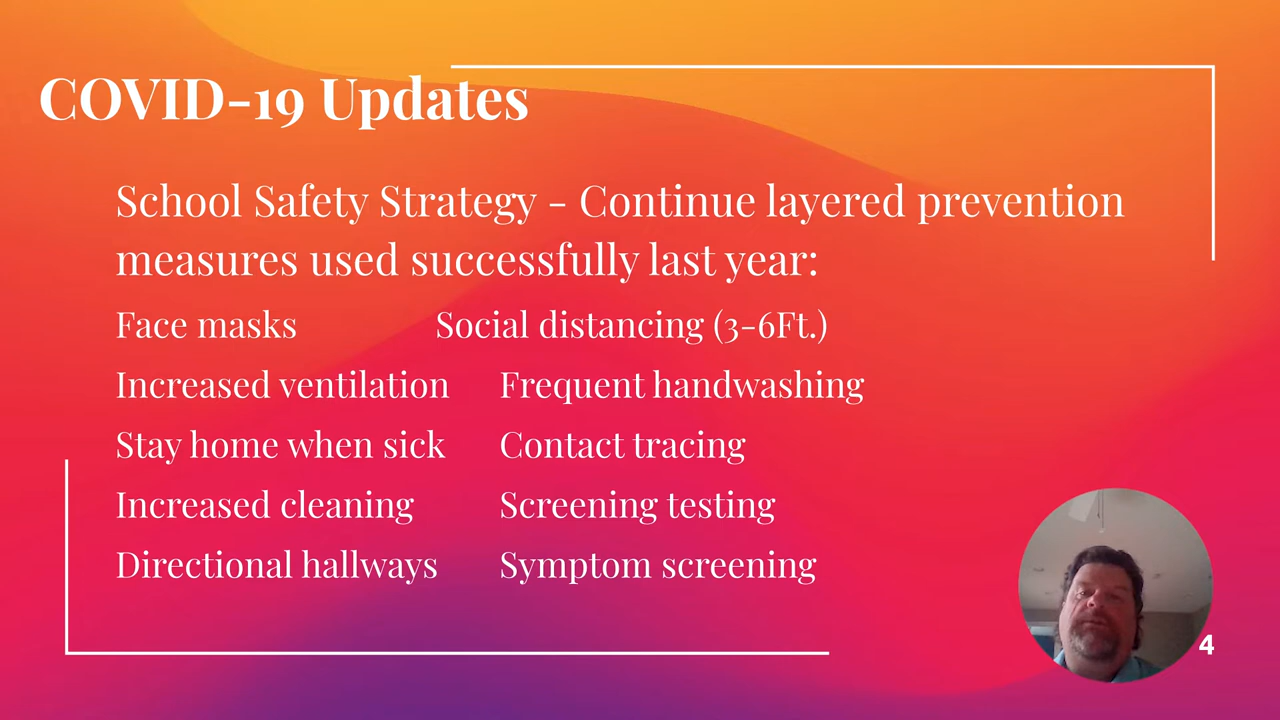 COVID-19 Updates
School Safety Strategy - Continue layered prevention
measures used successfully last year:
Face masks Social distancing (3-6Ft.)
Increased ventilation Frequent handwashing
Stay home when sick Contact tracing
Increased cleaning Screening testing
Directional hallways Symptom screening
4